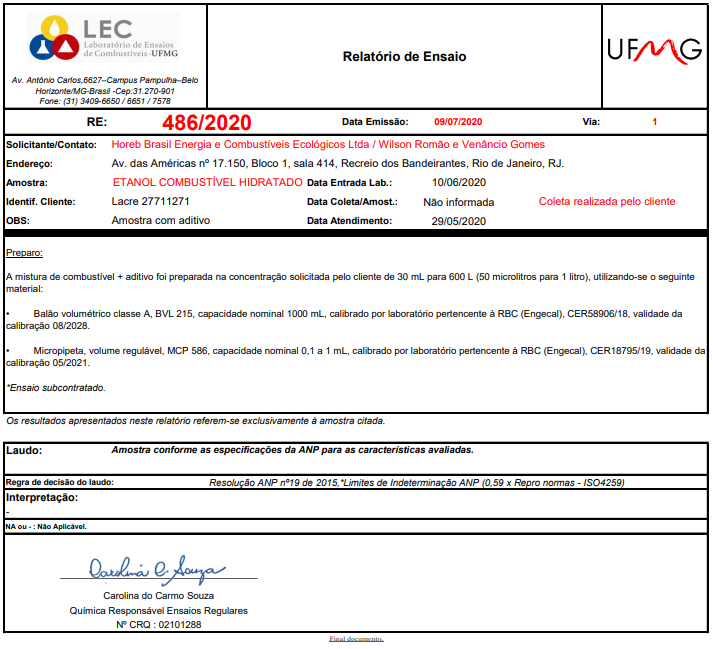 LEC
Laboratório de Ensaios
de Combustíveis-UFMG
Av. Antônio Carlos,6627–Campus Pampulha–Belo
Horizonte/MG-Brasil -Cep:31.270-901
Fone: (31) 3409-6650 / 6651 / 7578
Relatório de Ensaio
UFMG
RE: 486/2020 Data Emissão: 09/07/2020 Via: 1
Solicitante/Contato: Horeb Brasil Energia e Combustíveis Ecológicos Ltda / Wilson Romão e Venâncio Gomes
Endereço: Av. das Américas nº 17.150, Bloco 1, sala 414, Recreio dos Bandeirantes, Rio de Janeiro, RJ.
Amostra: ETANOL COMBUSTÍVEL HIDRATADO Data Entrada Lab.: 10/06/2020
Identif. Cliente: Lacre 27711271 Data Coleta/Amost.: Não informada Coleta realizada pelo cliente
OBS: Amostra com aditivo Data Atendimento: 29/05/2020
Preparo:
A mistura de combustível + aditivo foi preparada na concentração solicitada pelo cliente de 30 mL para 600 L (50 microlitros para 1 litro), utilizando-se o seguinte
material:
• Balão volumétrico classe A, BVL 215, capacidade nominal 1000 mL, calibrado por laboratório pertencente à RBC (Engecal), CER58906/18, validade da
calibração 08/2028.
• Micropipeta, volume regulável, MCP 586, capacidade nominal 0,1 a 1 mL, calibrado por laboratório pertencente à RBC (Engecal), CER18795/19, validade da
calibração 05/2021.
*Ensaio subcontratado.
Os resultados apresentados neste relatório referem-se exclusivamente à amostra citada.
Laudo: Amostra conforme as especificações da ANP para as características avaliadas.
Regra de decisão do laudo: Resolução ANP nº19 de 2015,*Limites de Indeterminação ANP (0,59 x Repro normas - ISO4259)
Interpretação:
-
NA ou - : Não Aplicável.
Carolina C. Souza
Carolina do Carmo Souza
Química Responsável Ensaios Regulares
Nº CRQ : 02101288
Final documento.